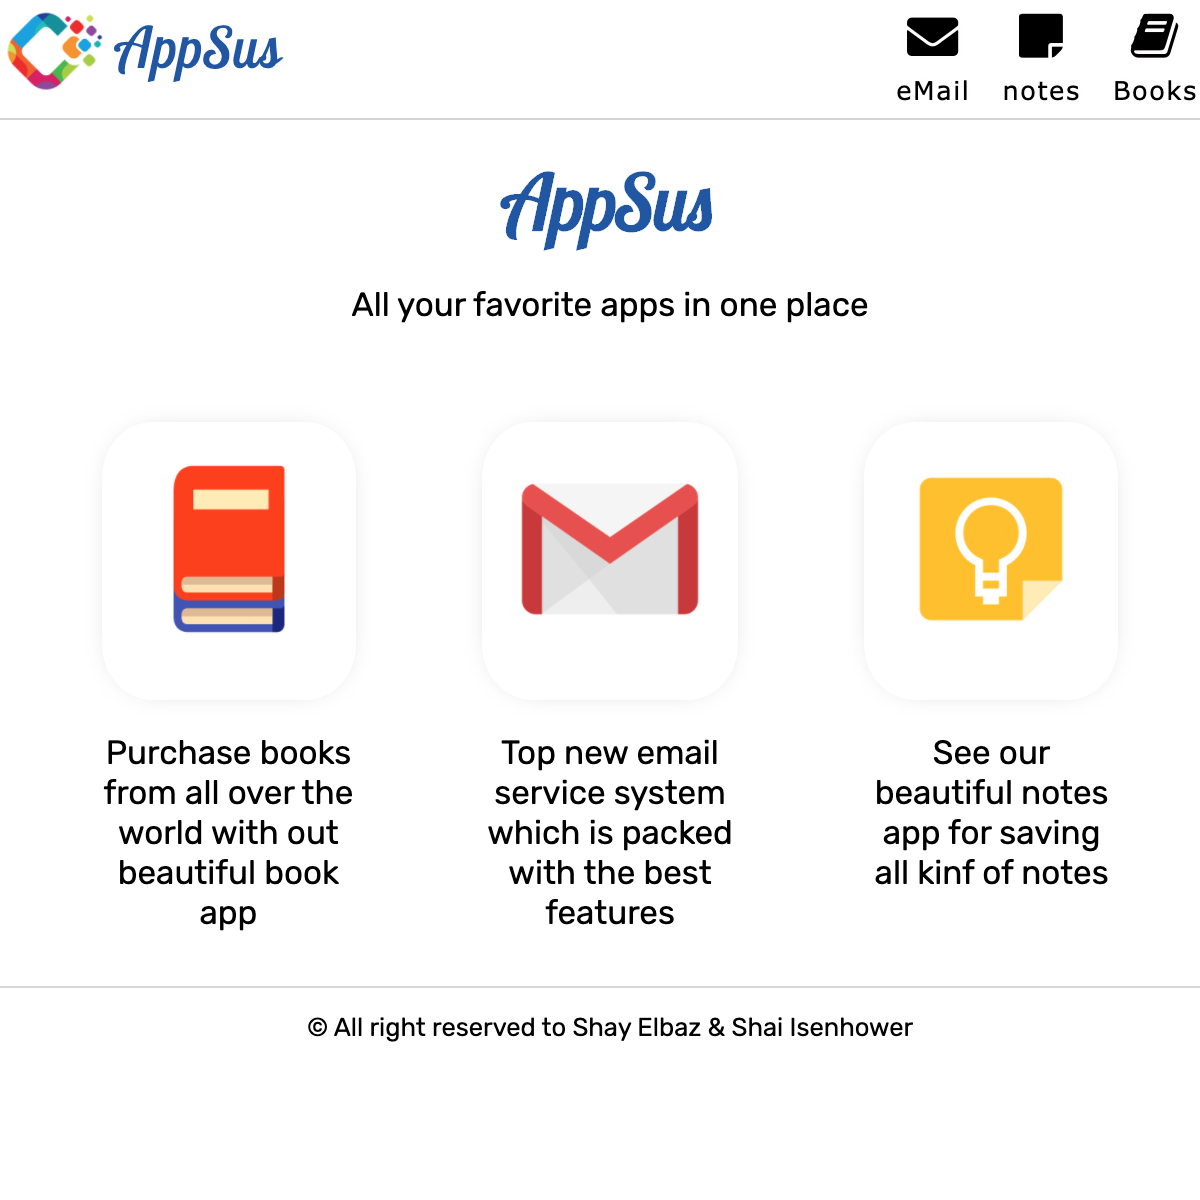 AppSus
eMail
notes
Books
AppSus
All your favorite apps in one place
Purchase books
from all over the
world with out
beautiful book
app
Top new email
service system
which is packed
with the best
features
See our
beautiful notes
app for saving
all kinf of notes
© All right reserved to Shay Elbaz & Shai Isenhower